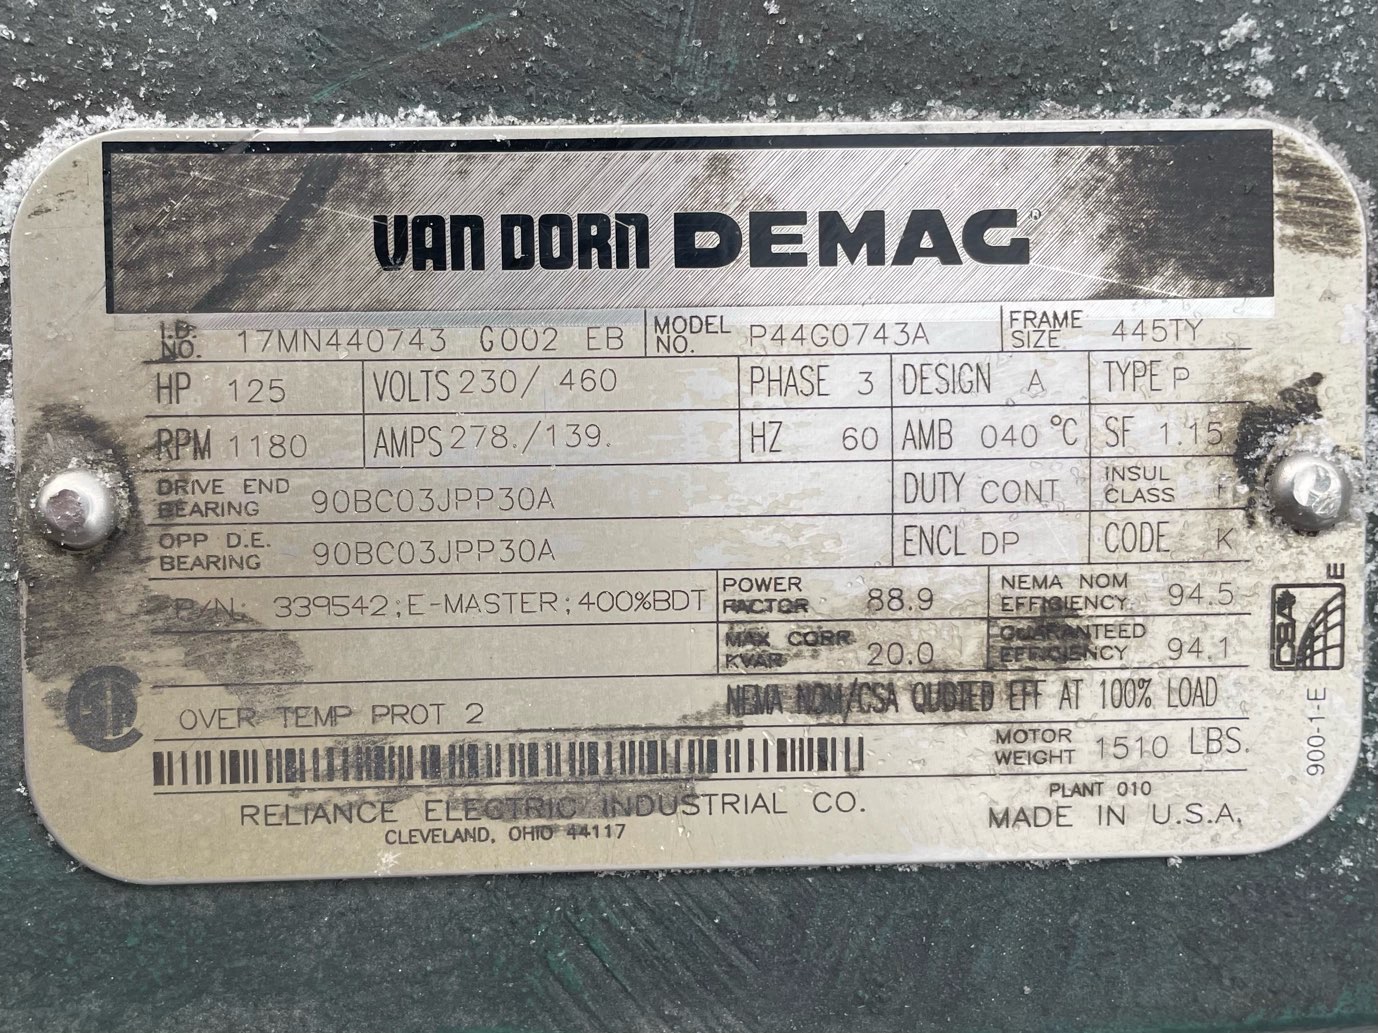 VAN DORN DEMAG®
I.D. NO. 17MN440743 G002 EB MODEL NO. P44G0743A FRAME SIZE 445TY
HP 125 VOLTS 230/ 460 PHASE 3 DESIGN A TYPE P
RPM 1180 AMPS 278./139. HZ 60 AMB 040 °C SF 1.15
DRIVE END BEARING 90BC03JPP30A DUTY CONT INSUL CLASS
OPP D.E. BEARING 90BC03JPP30A ENCL DP CODE K
P/N: 339542;E-MASTER;400%BDT POWER FACTOR 88.9 NEMA NOM EFFICIENCY 94.5
MAX CORR KVAR 20.0 GUARANTEED EFFICIENCY 94.1
NEMA NOM/CSA QUOTED EFF AT 100% LOAD
OVER TEMP PROT 2
MOTOR WEIGHT 1510 LBS.
RELIANCE ELECTRIC INDUSTRIAL CO.
CLEVELAND, OHIO 44117
PLANT 010
MADE IN U.S.A.
CSA
E
900-1-E